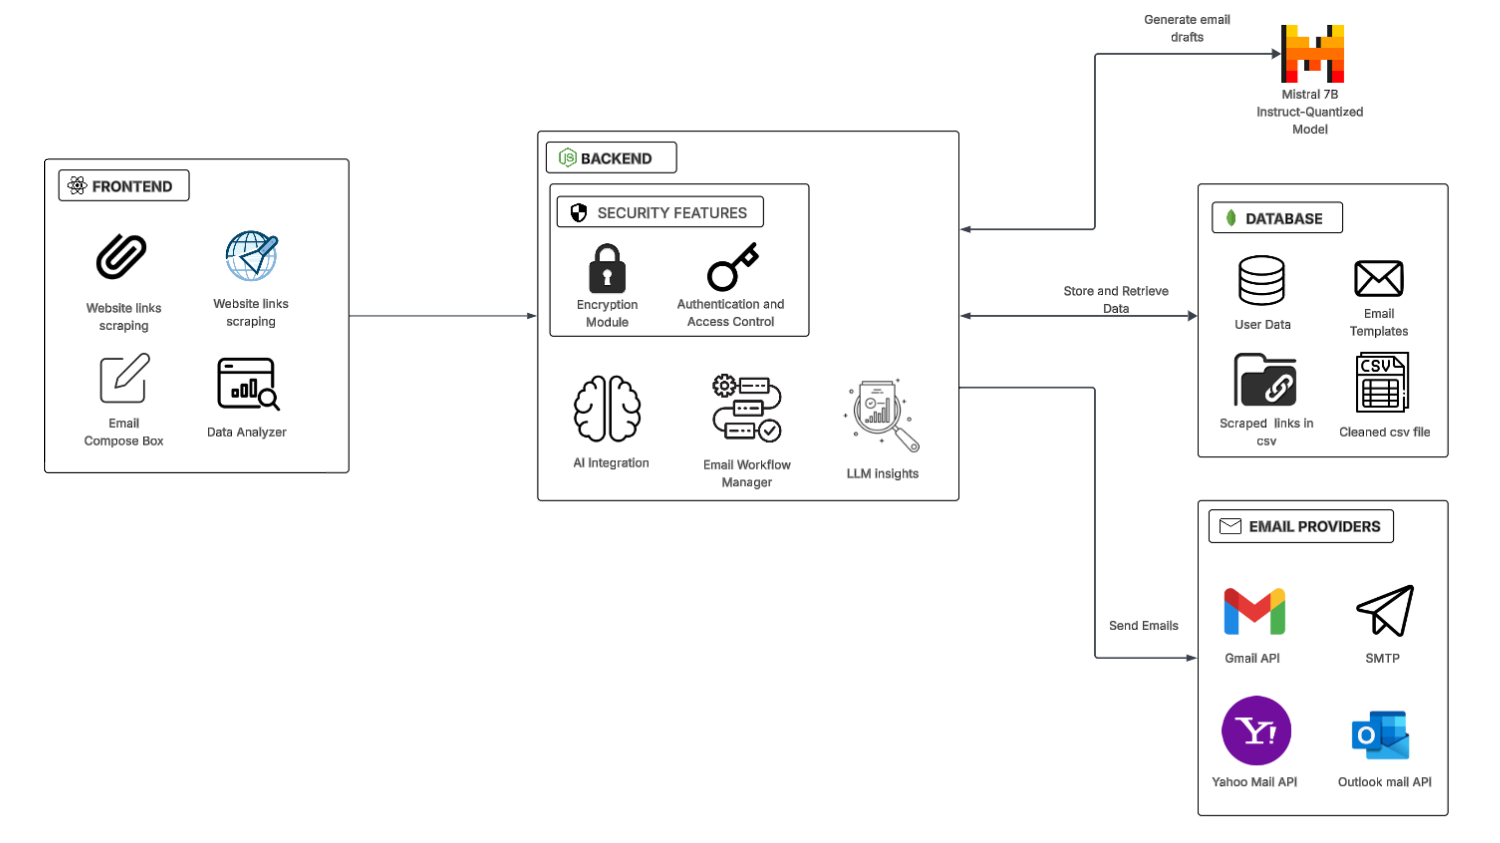 Generate email
drafts
Mistral 7B
Instruct-Quantized
Model
FRONTEND
Website links
scraping
Website links
scraping
Email
Compose Box
Data Analyzer
JS
BACKEND
SECURITY FEATURES
Encryption
Module
Authentication and
Access Control
AI Integration
Email Workflow
Manager
LLM insights
Store and Retrieve
Data
DATABASE
User Data
Email
Templates
Scraped links in
csv
CSV
Cleaned csv file
Send Emails
EMAIL PROVIDERS
Gmail API
SMTP
Y!
Yahoo Mail API
O
Outlook mail API